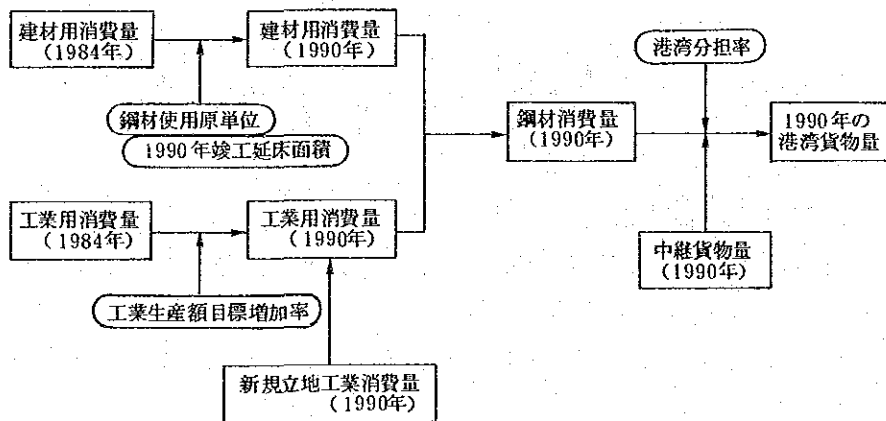 建材用消費量
（1984年）
建材用消費量
（1990年）
鋼材使用原単位
1990年竣工延床面積
工業用消費量
（1984年）
工業用消費量
（1990年）
工業生産額目標増加率
新規立地工業消費量
（1990年）
鋼材消費量
（1990年）
港湾分担率
中継貨物量
（1990年）
1990年の
港湾貨物量